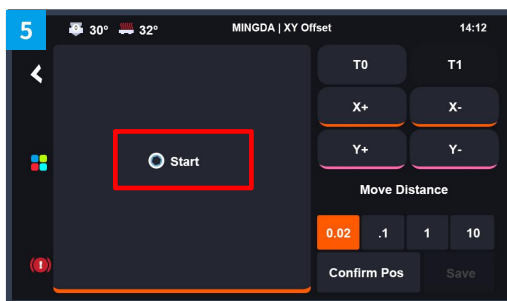 5
30° 32° MINGDA | XY Offset 14:12
T0 T1
X+ X-
Start
Y+ Y-
Move Distance
0.02 .1 1 10
Confirm Pos Save